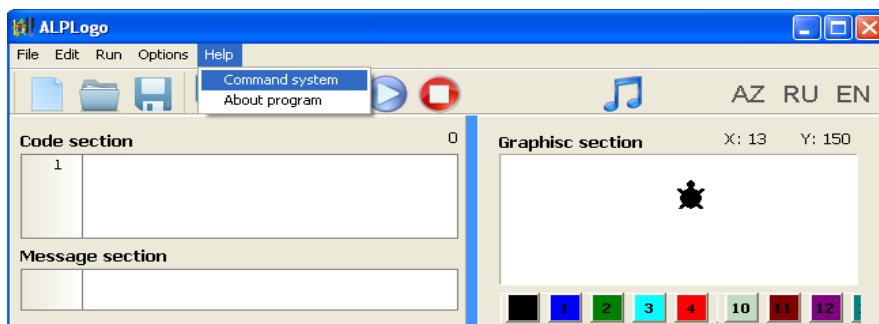 ALPLogo
File Edit Run Options Help
Command system
About program
AZ RU EN
Code section 0
Graphisc section X: 13 Y: 150
1
Message section
1 2 3 4 10 11 12